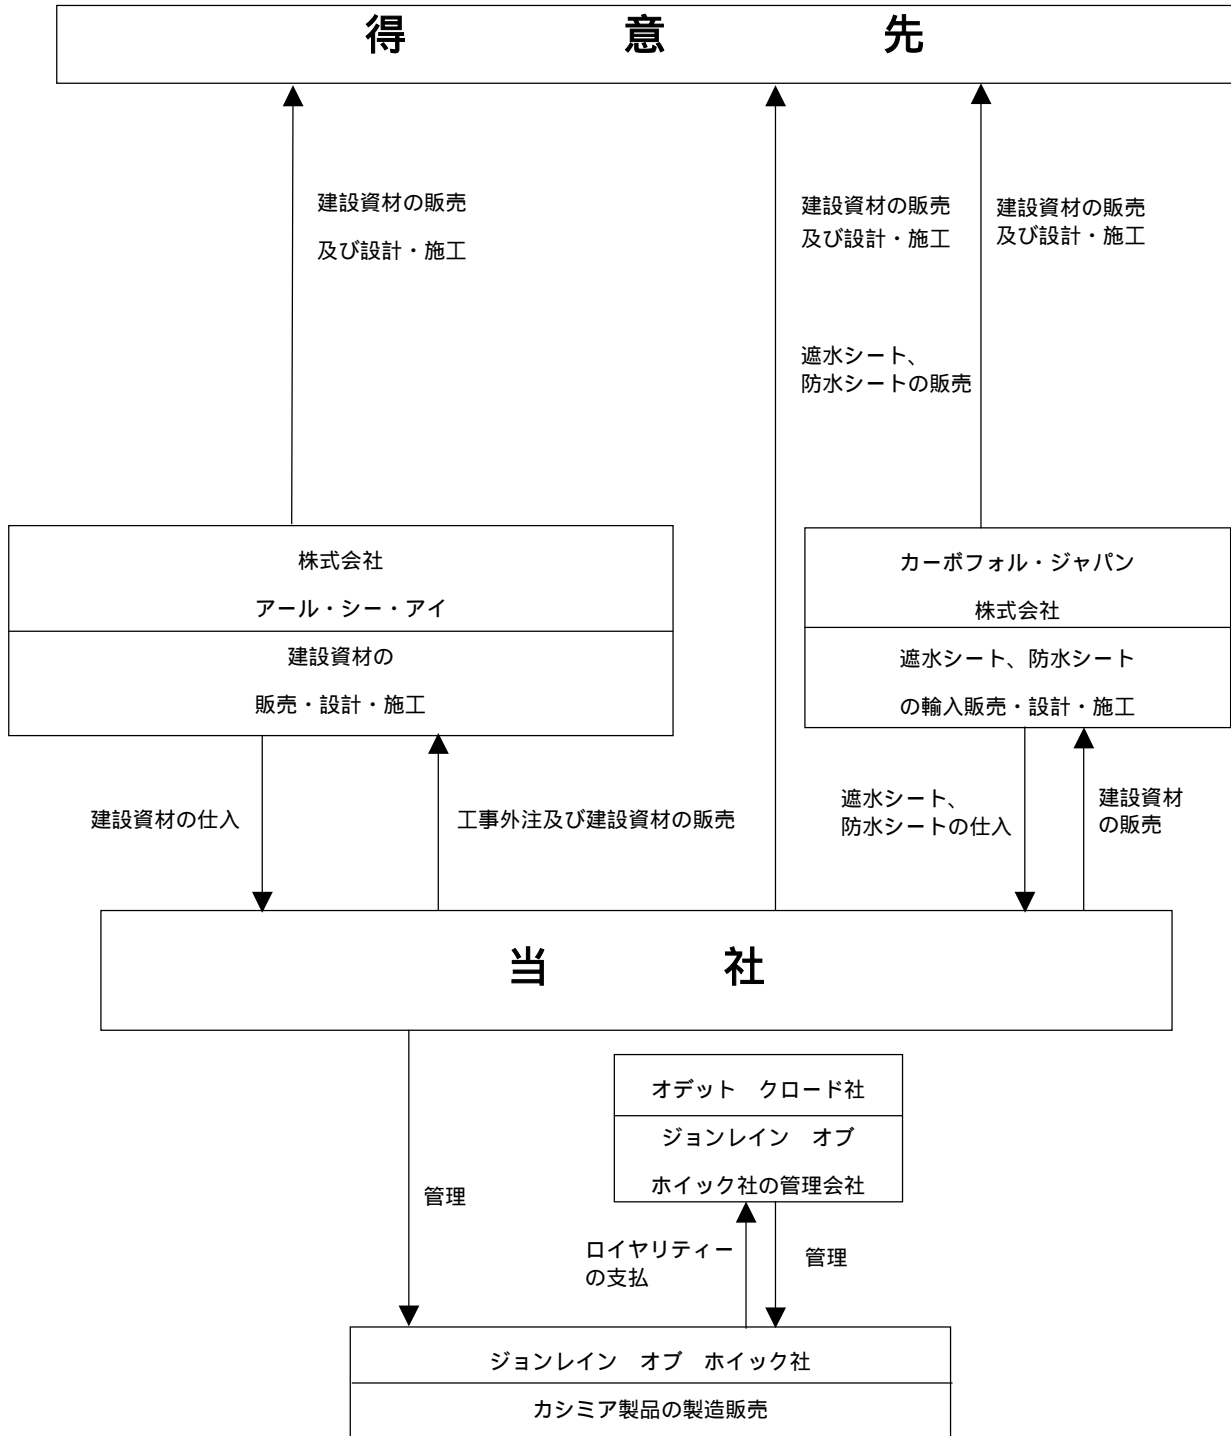 得　意　先
建設資材の販売
及び設計・施工
建設資材の販売
及び設計・施工
建設資材の販売
及び設計・施工
遮水シート、
防水シートの販売
株式会社
アール・シー・アイ
建設資材の
販売・設計・施工
カーボフォル・ジャパン
株式会社
遮水シート、防水シート
の輸入販売・設計・施工
建設資材の仕入
工事外注及び建設資材の販売
遮水シート、
防水シートの仕入
建設資材
の販売
当　社
オデット　クロード社
ジョンレイン　オブ
ホイック社の管理会社
管理
ロイヤリティー
の支払
管理
ジョンレイン　オブ　ホイック社
カシミア製品の製造販売